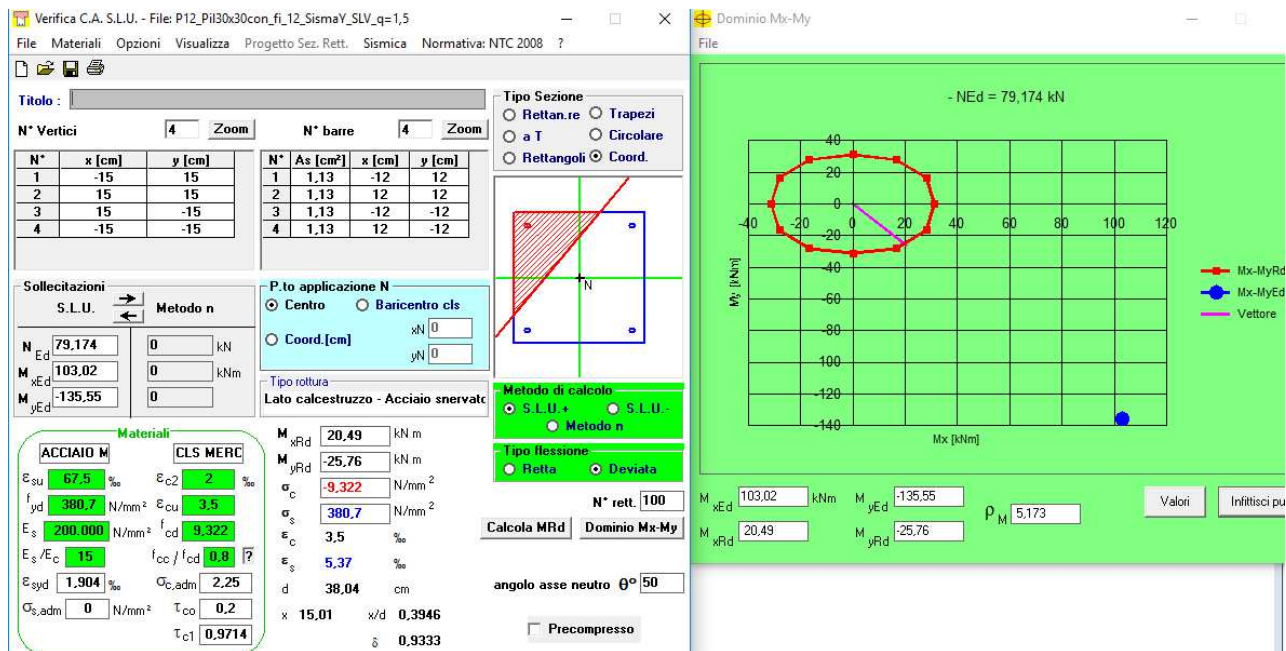 Verifica C.A. S.L.U. - File: P12_Pil30x30con_fi_12_SismaY_SLV_q=1,5
File Materiali Opzioni Visualizza Progetto Sez. Rett. Sismica Normativa: NTC 2008 ?
Titolo :
N° Vertici 4 Zoom N° barre 4 Zoom
N° x [cm] y [cm]
1 -15 15
2 15 15
3 15 -15
4 -15 -15
N° As [cm²] x [cm] y [cm]
1 1,13 -12 12
2 1,13 12 12
3 1,13 -12 -12
4 1,13 12 -12
Tipo Sezione
Rettan.re Trapezi
a T Circolare
Rettangoli Coord.
N
Sollecitazioni
S.L.U. Metodo n
N Ed 79,174 0 kN
M xEd 103,02 0 kNm
M yEd -135,55 0
P.to applicazione N
Centro Baricentro cls
Coord.[cm] xN 0
yN 0
Tipo rottura
Lato calcestruzzo - Acciaio snervato
Metodo di calcolo
S.L.U.+ S.L.U.-
Metodo n
Tipo flessione
Retta Deviata
N° rett. 100
Calcola MRd Dominio Mx-My
angolo asse neutro θ° 50
Precompresso
Materiali
ACCIAIO M CLS MERC
εsu 67,5 ‰ εc2 2 ‰
fyd 380,7 N/mm² εcu 3,5
Es 200.000 N/mm² fcd 9,322
Es/Ec 15 fcc / fcd 0,8 ?
εsyd 1,904 ‰ σc,adm 2,25
σs,adm 0 N/mm² τco 0,2
τc1 0,9714
M xRd 20,49 kN m
M yRd -25,76 kN m
σc -9,322 N/mm²
σs 380,7 N/mm²
εc 3,5 ‰
εs 5,37 ‰
d 38,04 cm
x 15,01 x/d 0,3946
δ 0,9333
Dominio Mx-My
File
- NEd = 79,174 kN
40
20
0
-20
-40
-60
-80
-100
-120
-140
-40 -20 0 20 40 60 80 100 120
My [kNm]
Mx [kNm]
Mx-MyRd
Mx-MyEd
Vettore
M xEd 103,02 kNm M yEd -135,55
M xRd 20,49 M yRd -25,76
ρM 5,173
Valori Infittisci pu